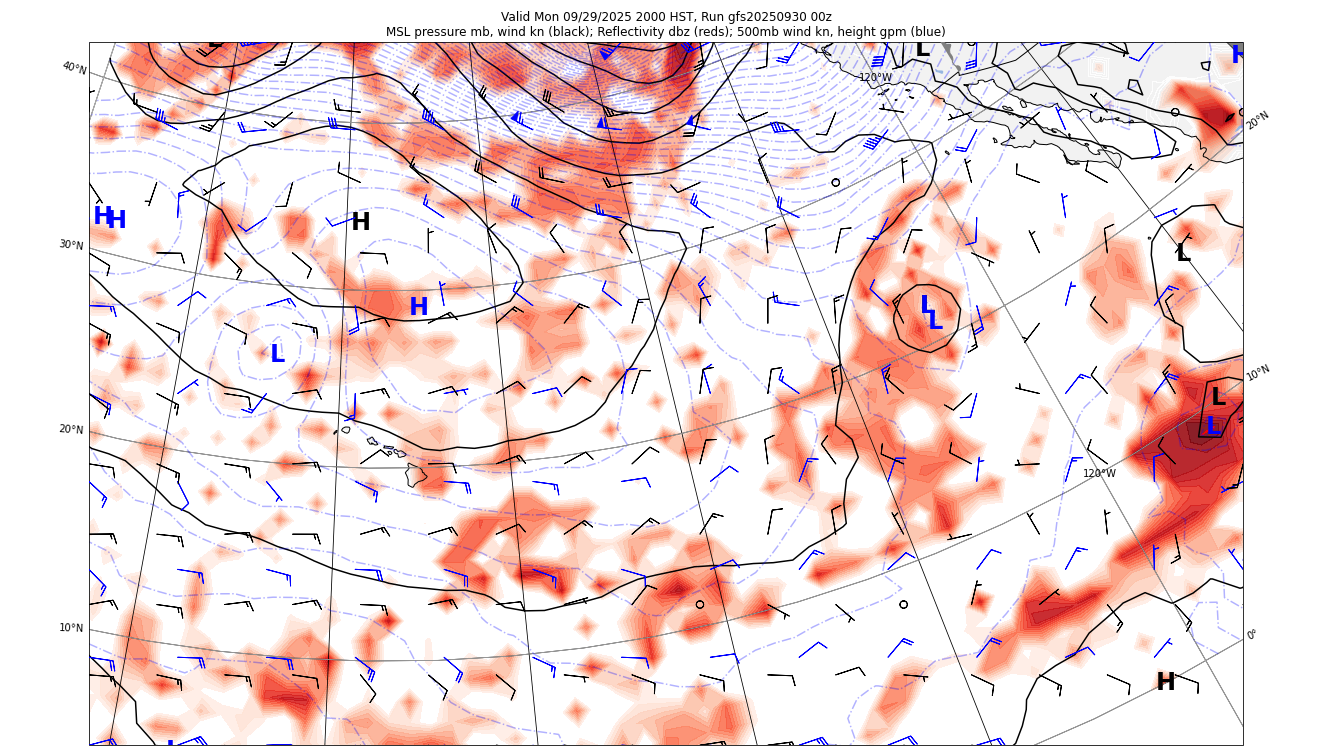 Valid Mon 09/29/2025 2000 HST, Run gfs20250930 00z
MSL pressure mb, wind kn (black); Reflectivity dbz (reds); 500mb wind kn, height gpm (blue)
L
H
40°N
120°W
20°N
H
H
H
30°N
L
H
L
L
L
10°N
L
L
20°N
L
120°W
10°N
0°
H